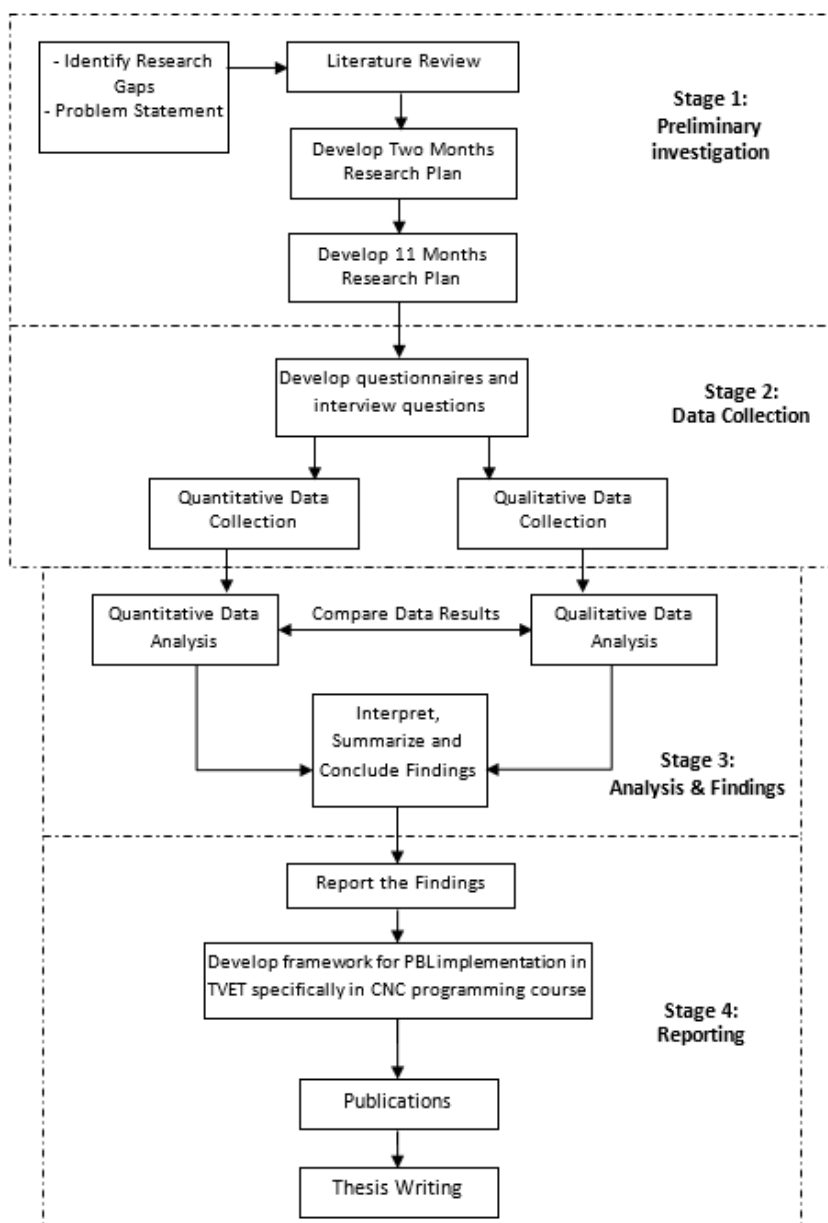 - Identify Research
Gaps
- Problem Statement
Literature Review
Develop Two Months
Research Plan
Develop 11 Months
Research Plan
Stage 1:
Preliminary
investigation
Develop questionnaires and
interview questions
Quantitative Data
Collection
Qualitative Data
Collection
Stage 2:
Data Collection
Quantitative Data
Analysis
Compare Data Results
Qualitative Data
Analysis
Interpret,
Summarize and
Conclude Findings
Stage 3:
Analysis & Findings
Report the Findings
Develop framework for PBL implementation in
TVET specifically in CNC programming course
Publications
Thesis Writing
Stage 4:
Reporting